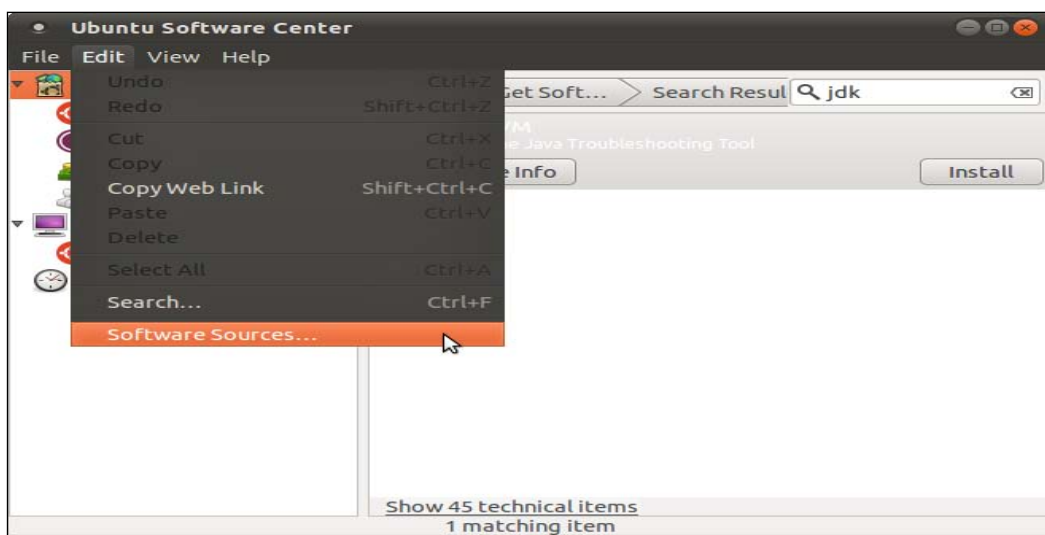 Ubuntu Software Center
File Edit View Help
Undo Ctrl+Z
Redo Shift+Ctrl+Z
Cut Ctrl+X
Copy Ctrl+C
Copy Web Link Shift+Ctrl+C
Paste Ctrl+V
Delete
Select All Ctrl+A
Search... Ctrl+F
Software Sources...
Get Soft... Search Resul jdk
VM
e Java Troubleshooting Tool
e Info Install
Show 45 technical items
1 matching item